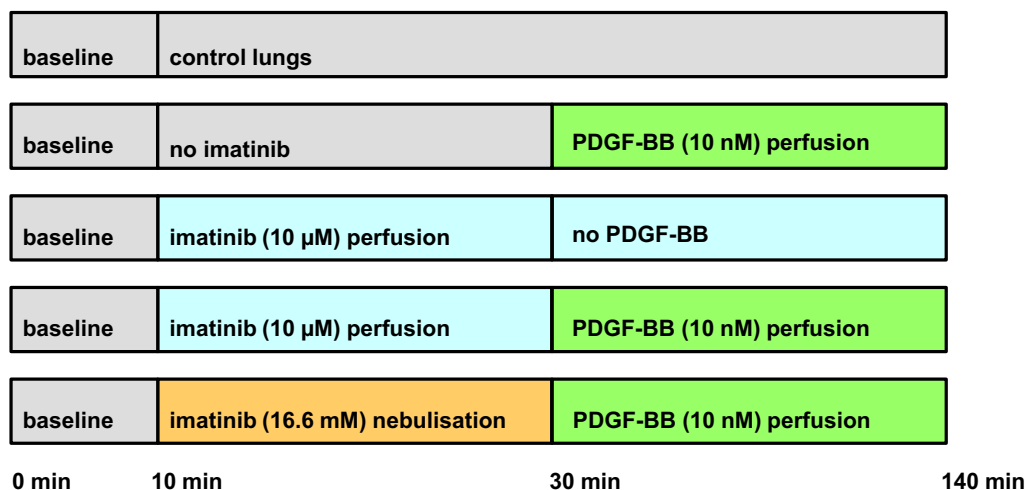 baseline control lungs
baseline no imatinib PDGF-BB (10 nM) perfusion
baseline imatinib (10 µM) perfusion no PDGF-BB
baseline imatinib (10 µM) perfusion PDGF-BB (10 nM) perfusion
baseline imatinib (16.6 mM) nebulisation PDGF-BB (10 nM) perfusion
0 min 10 min 30 min 140 min